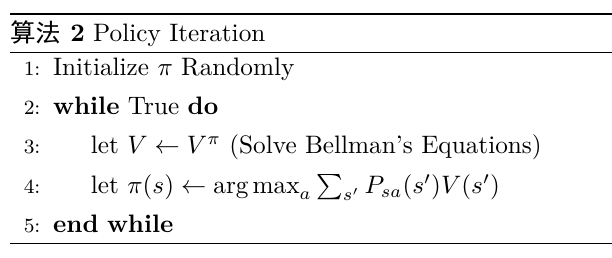 算法 2 Policy Iteration
1: Initialize π Randomly
2: while True do
3: let V ← V^π (Solve Bellman's Equations)
4: let π(s) ← arg max_a ∑_{s′} P_{sa}(s′)V(s′)
5: end while